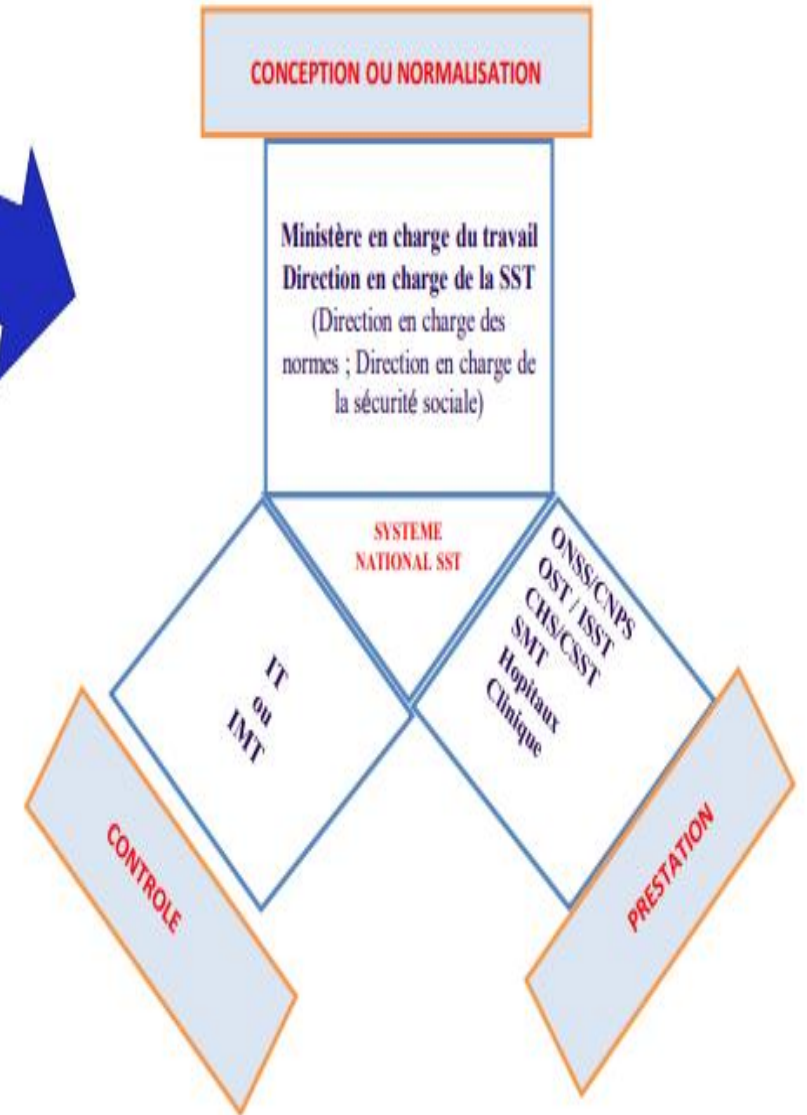 CONCEPTION OU NORMALISATION
Ministère en charge du travail
Direction en charge de la SST
(Direction en charge des
normes ; Direction en charge de
la sécurité sociale)
SYSTEME
NATIONAL SST
IT
ou
IMT
ONSS/CNPS
OST / ISST
CHS/CSST
SMT
Hopitaux
Clinique
CONTROLE
PRESTATION